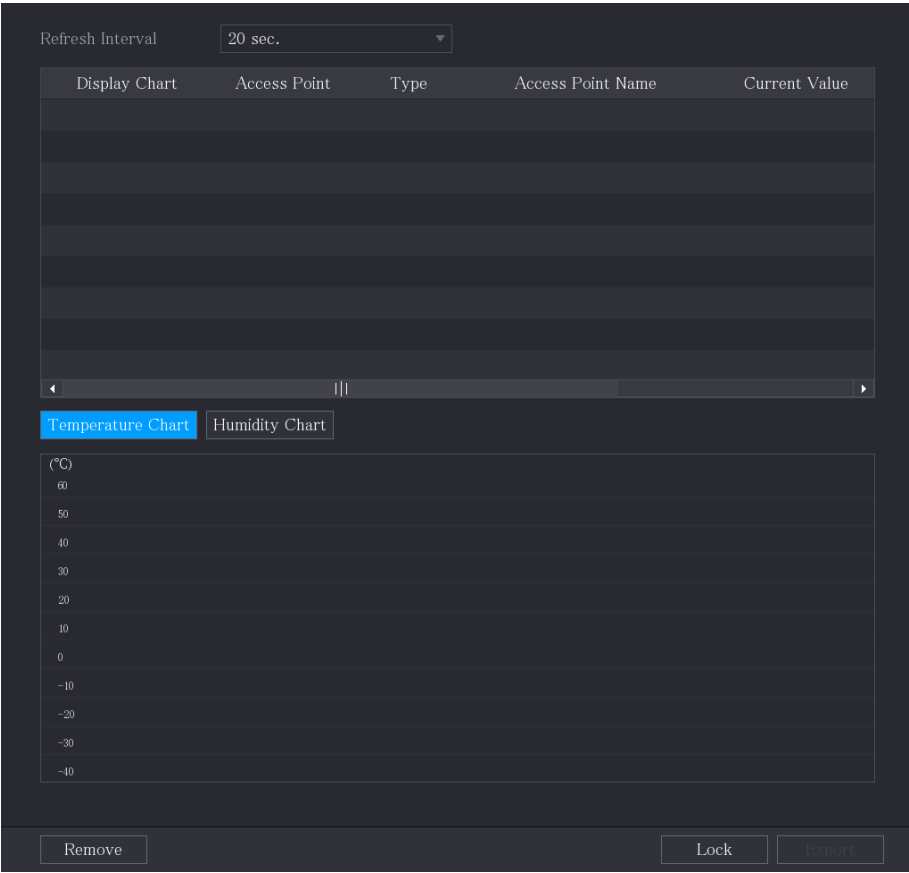 Refresh Interval 20 sec.
Display Chart Access Point Type Access Point Name Current Value
Temperature Chart Humidity Chart
(°C)
60
50
40
30
20
10
0
-10
-20
-30
-40
Remove Lock Export